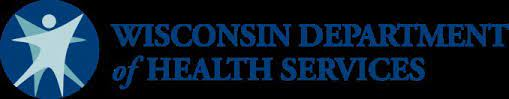 WISCONSIN DEPARTMENT
of HEALTH SERVICES